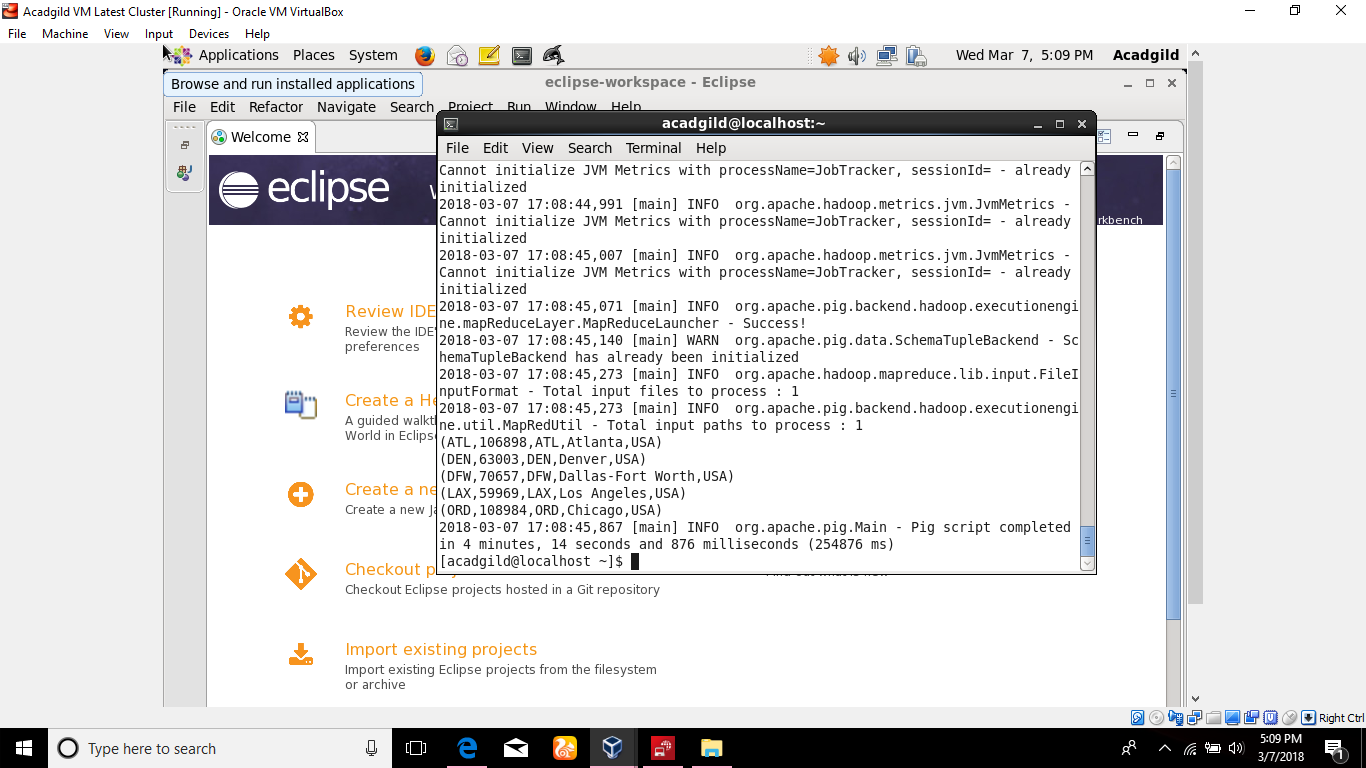 Acadgild VM Latest Cluster [Running] - Oracle VM VirtualBox
File Machine View Input Devices Help
Applications Places System
Wed Mar 7, 5:09 PM Acadgild
Browse and run installed applications
eclipse-workspace - Eclipse
File Edit Refactor Navigate Search Project Run Window Help
Welcome
acadgild@localhost:~
File Edit View Search Terminal Help
eclipse
rkbench
Cannot initialize JVM Metrics with processName=JobTracker, sessionId= - already
initialized
2018-03-07 17:08:44,991 [main] INFO  org.apache.hadoop.metrics.jvm.JvmMetrics -
Cannot initialize JVM Metrics with processName=JobTracker, sessionId= - already
initialized
2018-03-07 17:08:45,007 [main] INFO  org.apache.hadoop.metrics.jvm.JvmMetrics -
Cannot initialize JVM Metrics with processName=JobTracker, sessionId= - already
initialized
2018-03-07 17:08:45,071 [main] INFO  org.apache.pig.backend.hadoop.executionengi
ne.mapReduceLayer.MapReduceLauncher - Success!
2018-03-07 17:08:45,140 [main] WARN  org.apache.pig.data.SchemaTupleBackend - Sc
hemaTupleBackend has already been initialized
2018-03-07 17:08:45,273 [main] INFO  org.apache.hadoop.mapreduce.lib.input.FileI
nputFormat - Total input files to process : 1
2018-03-07 17:08:45,273 [main] INFO  org.apache.pig.backend.hadoop.executionengi
ne.util.MapRedUtil - Total input paths to process : 1
(ATL,106898,ATL,Atlanta,USA)
(DEN,63003,DEN,Denver,USA)
(DFW,70657,DFW,Dallas-Fort Worth,USA)
(LAX,59969,LAX,Los Angeles,USA)
(ORD,108984,ORD,Chicago,USA)
2018-03-07 17:08:45,867 [main] INFO  org.apache.pig.Main - Pig script completed
in 4 minutes, 14 seconds and 876 milliseconds (254876 ms)
[acadgild@localhost ~]$
Review IDE
Review the IDE
preferences
Create a He
A guided walkt
World in Eclips
Create a ne
Create a new Ja
Checkout p
Checkout Eclipse projects hosted in a Git repository
Import existing projects
Import existing Eclipse projects from the filesystem
or archive
Right Ctrl
Type here to search
5:09 PM
3/7/2018
1